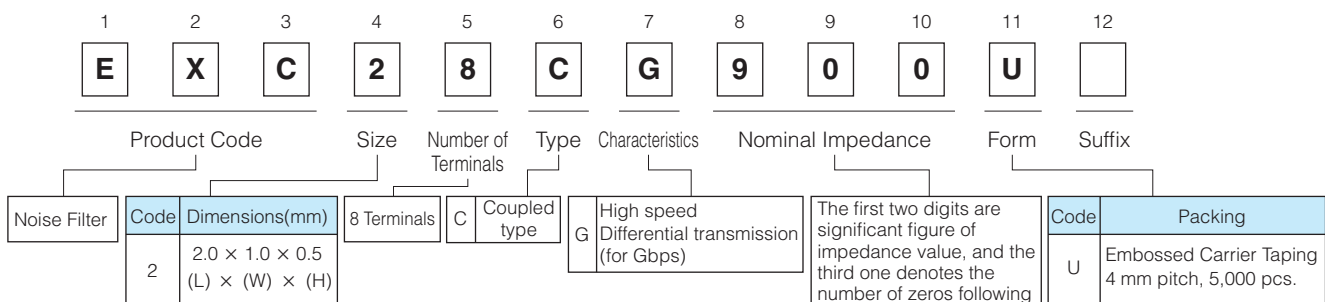 1 2 3 4 5 6 7 8 9 10 11 12
E X C 2 8 C G 9 0 0 U
Product Code Size Number of Terminals Type Characteristics Nominal Impedance Form Suffix
Noise Filter
Code Dimensions(mm)
2 2.0 × 1.0 × 0.5
(L) × (W) × (H)
8 Terminals
C Coupled
type
G High speed
Differential transmission
(for Gbps)
The first two digits are
significant figure of
impedance value, and the
third one denotes the
number of zeros following
Code Packing
U Embossed Carrier Taping
4 mm pitch, 5,000 pcs.